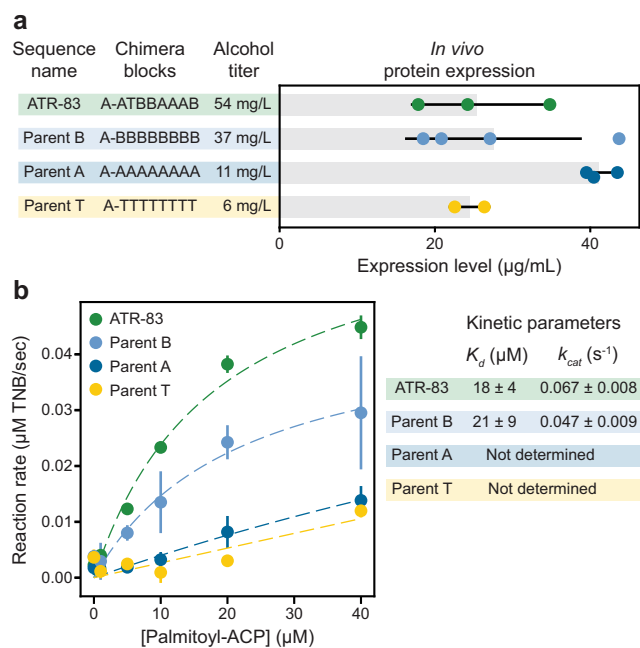 a
Sequence name
Chimera blocks
Alcohol titer
In vivo protein expression
ATR-83 A-ATBBAAAB 54 mg/L
Parent B A-BBBBBBBB 37 mg/L
Parent A A-AAAAAAAA 11 mg/L
Parent T A-TTTTTTTT 6 mg/L
0 20 40
Expression level (µg/mL)
b
ATR-83
Parent B
Parent A
Parent T
0.04
0.03
0.02
0.01
0.00
Reaction rate (µM TNB/sec)
0 10 20 30 40
[Palmitoyl-ACP] (µM)
Kinetic parameters
Kd (µM) kcat (s-1)
ATR-83 18 ± 4 0.067 ± 0.008
Parent B 21 ± 9 0.047 ± 0.009
Parent A Not determined
Parent T Not determined